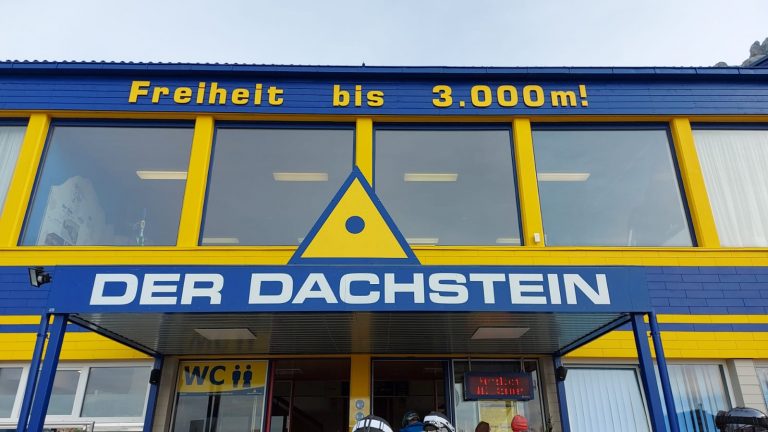 Freiheit bis 3.000m!
DER DACHSTEIN
WC